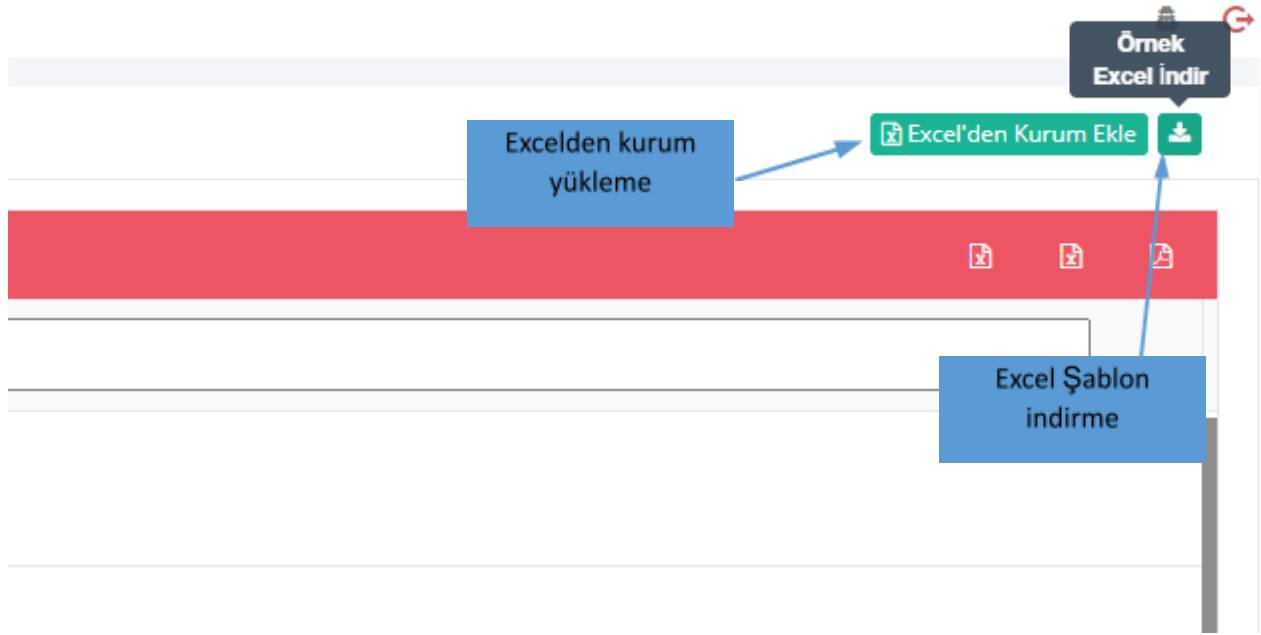 Örnek
Excel İndir
Excel'den Kurum Ekle
Excelden kurum
yükleme
Excel Şablon
indirme